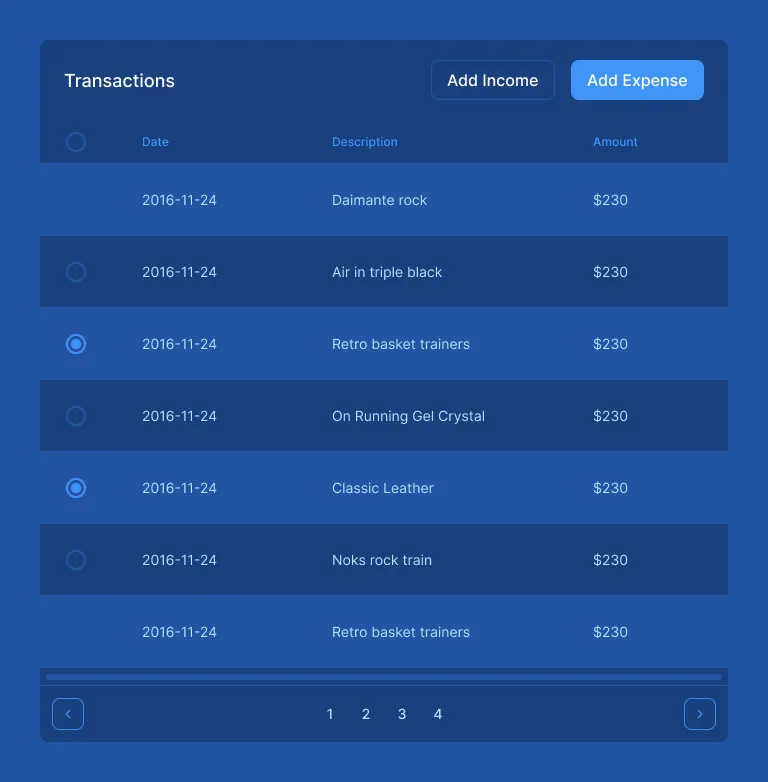 Transactions Add Income Add Expense
Date Description Amount
2016-11-24 Daimante rock $230
2016-11-24 Air in triple black $230
2016-11-24 Retro basket trainers $230
2016-11-24 On Running Gel Crystal $230
2016-11-24 Classic Leather $230
2016-11-24 Noks rock train $230
2016-11-24 Retro basket trainers $230
1 2 3 4